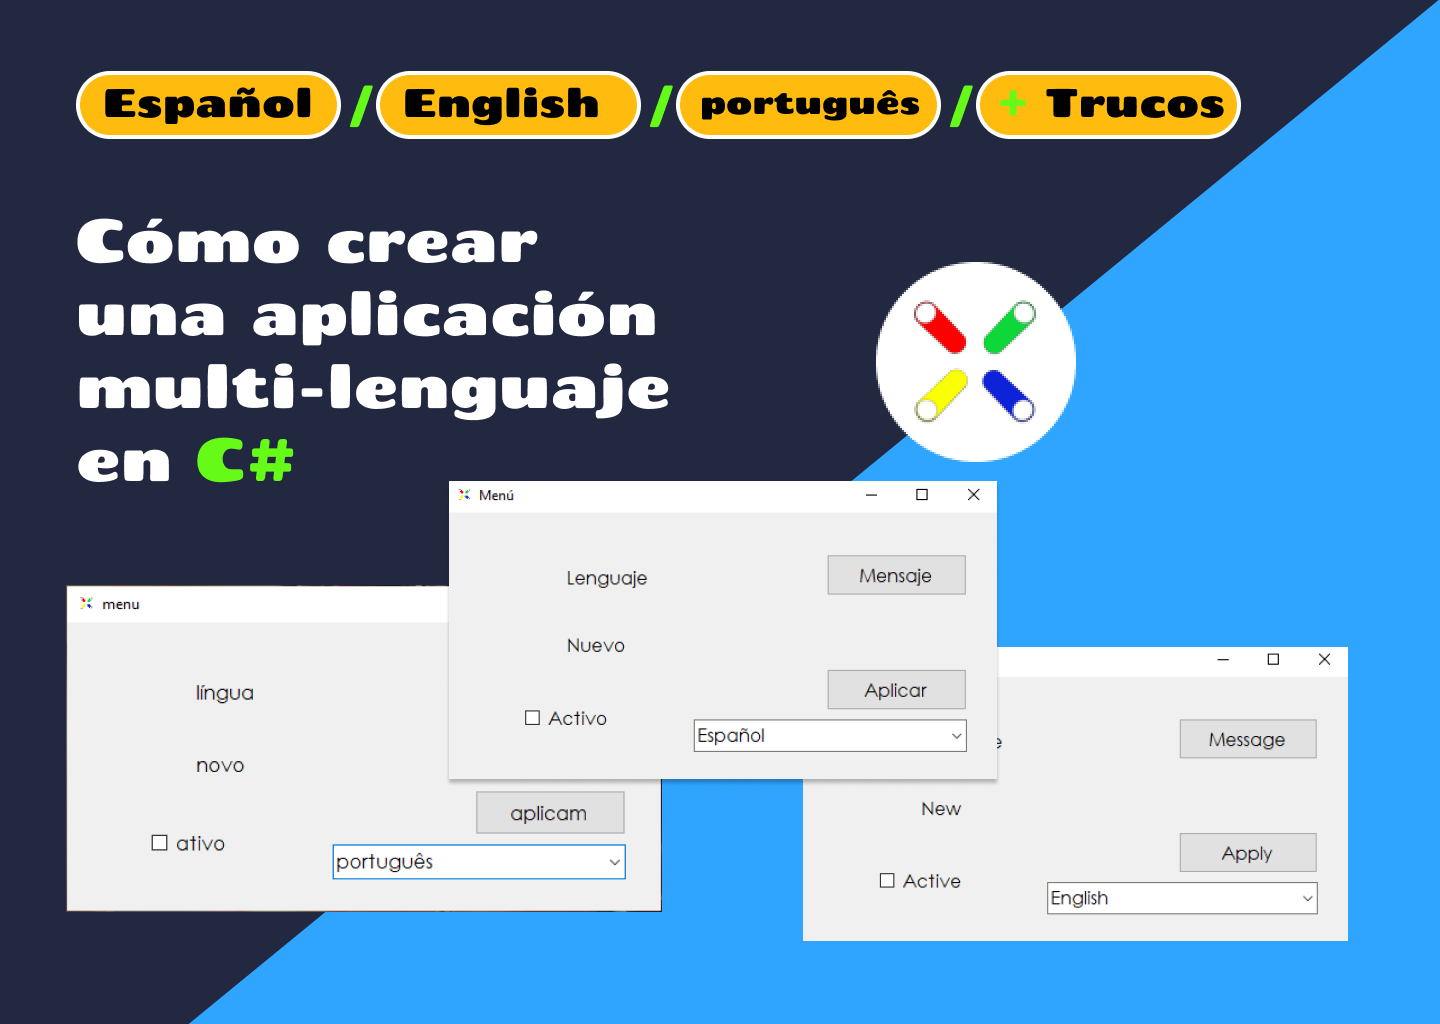 Español / English / português / + Trucos
Cómo crear
una aplicación
multi-lenguaje
en C#
Menú
Lenguaje
Mensaje
Nuevo
Aplicar
Activo
Español
menu
língua
novo
aplicam
ativo
português
Message
New
Apply
Active
English